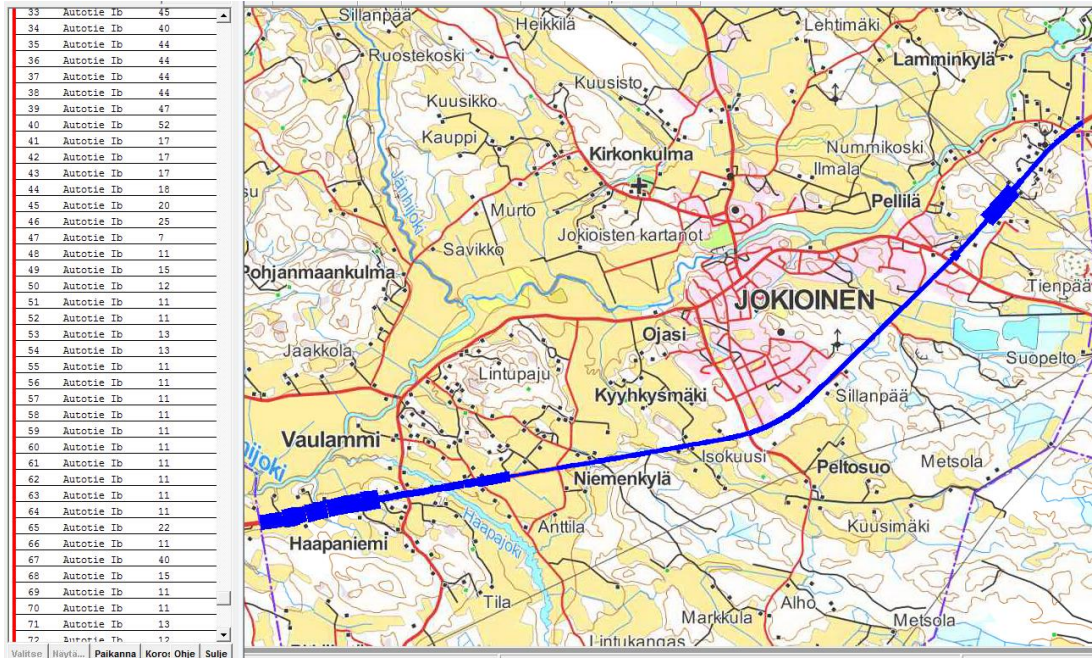 33 Autotie Ib 45
34 Autotie Ib 40
35 Autotie Ib 44
36 Autotie Ib 44
37 Autotie Ib 44
38 Autotie Ib 44
39 Autotie Ib 47
40 Autotie Ib 52
41 Autotie Ib 17
42 Autotie Ib 17
43 Autotie Ib 17
44 Autotie Ib 18
45 Autotie Ib 20
46 Autotie Ib 25
47 Autotie Ib 7
48 Autotie Ib 11
49 Autotie Ib 15
50 Autotie Ib 12
51 Autotie Ib 11
52 Autotie Ib 11
53 Autotie Ib 13
54 Autotie Ib 13
55 Autotie Ib 11
56 Autotie Ib 11
57 Autotie Ib 11
58 Autotie Ib 11
59 Autotie Ib 11
60 Autotie Ib 11
61 Autotie Ib 11
62 Autotie Ib 11
63 Autotie Ib 11
64 Autotie Ib 11
65 Autotie Ib 22
66 Autotie Ib 11
67 Autotie Ib 40
68 Autotie Ib 15
69 Autotie Ib 11
70 Autotie Ib 11
71 Autotie Ib 13
72 Autotie Ib 12
Valitse Näytä... Paikanna Koros Ohje Sulje
Sillanpää
Heikkilä
Lehtimäki
Ruostekoski
Lamminkylä
Kuusisto
Kuusikko
Kauppi
Kirkonkulma
Nummikoski
Ilmala
su
Jänhijoki
Murto
Pellilä
Jokioisten kartanot
Savikko
Pohjanmaankulma
Tienpää
JOKIOINEN
Ojasi
Jaakkola
Suopelto
Lintupaju
Kyyhkysmäki
Sillanpää
Vaulammi
hijoki
Isokuusi
Peltosuo
Metsola
Niemenkylä
Haapajoki
Anttila
Kuusimäki
Haapaniemi
Tila
Alho
Markkula
Metsola
Lintukangas